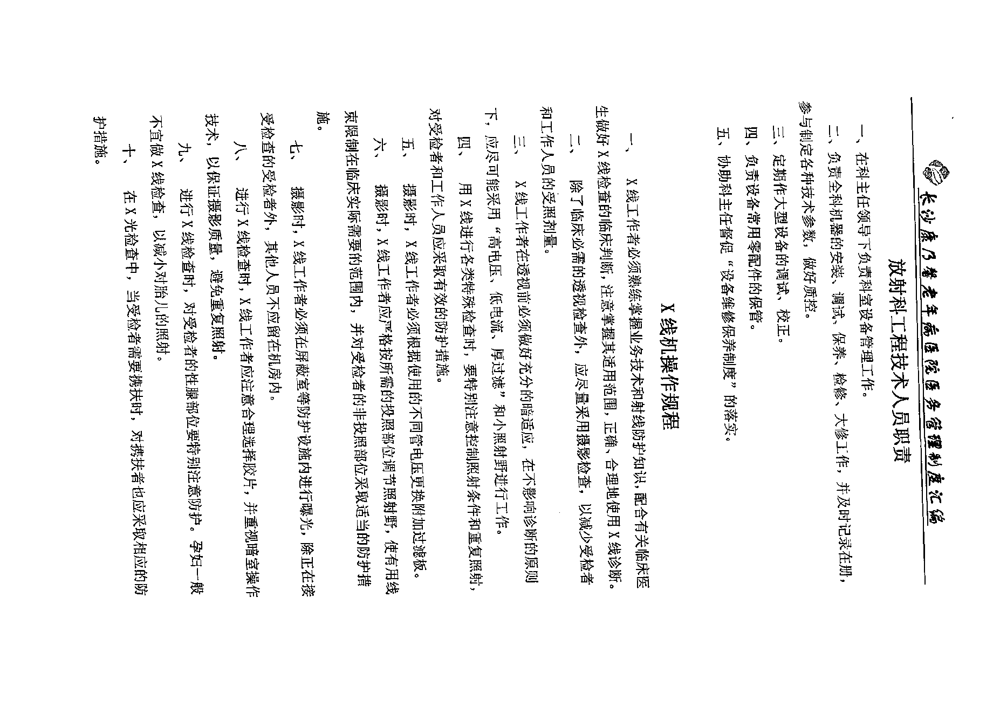 长沙康乃馨老年病医院医务管理制度汇编
放射科工程技术人员职责
一、在科主任领导下负责科室设备管理工作。
二、负责全科机器的安装、调试、保养、检修、大修工作，并及时记录在册，
参与制定各种技术参数，做好质控。
三、定期作大型设备的调试、校正。
四、负责设备常用零配件的保管。
五、协助科主任督促“设备维修保养制度”的落实。
X 线机操作规程
一、 X 线工作者必须熟练掌握业务技术和射线防护知识，配合有关临床医
生做好 X 线检查的临床判断，注意掌握其适用范围，正确、合理地使用 X 线诊断。
二、 除了临床必需的透视检查外，应尽量采用摄影检查，以减少受检者
和工作人员的受照剂量。
三、 X 线工作者在透视前必须做好充分的暗适应，在不影响诊断的原则
下，应尽可能采用“高电压、低电流、厚过滤”和小照射野进行工作。
四、 用 X 线进行各类特殊检查时，要特别注意控制照射条件和重复照射，
对受检者和工作人员应采取有效的防护措施。
五、 摄影时，X 线工作者必须根据使用的不同管电压更换附加过滤板。
六、 摄影时，X 线工作者应严格按所需的投照部位调节照射野，使有用线
束限制在临床实际需要的范围内，并对受检者的非投照部位采取适当的防护措
施。
七、 摄影时，X 线工作者必须在屏蔽室等防护设施内进行曝光，除正在接
受检查的受检者外，其他人员不应留在机房内。
八、 进行 X 线检查时，X 线工作者应注意合理选择胶片，并重视暗室操作
技术，以保证摄影质量，避免重复照射。
九、 进行 X 线检查时，对受检者的性腺部位要特别注意防护。孕妇一般
不宜做 X 线检查，以减小对胎儿的照射。
十、 在 X 光检查中，当受检者需要携扶时，对携扶者也应采取相应的防
护措施。